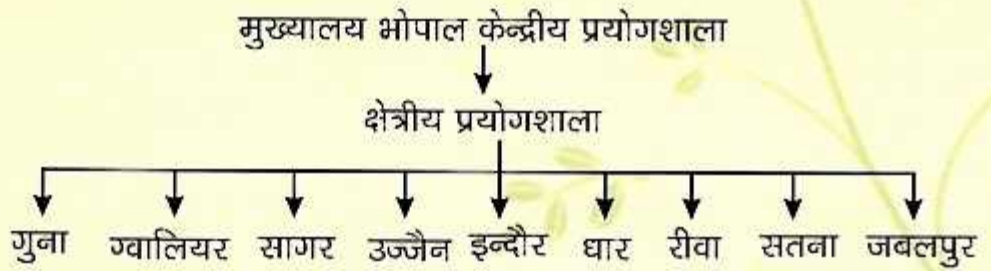 मुख्यालय भोपाल केन्द्रीय प्रयोगशाला
क्षेत्रीय प्रयोगशाला
गुना ग्वालियर सागर उज्जैन इन्दौर धार रीवा सतना जबलपुर